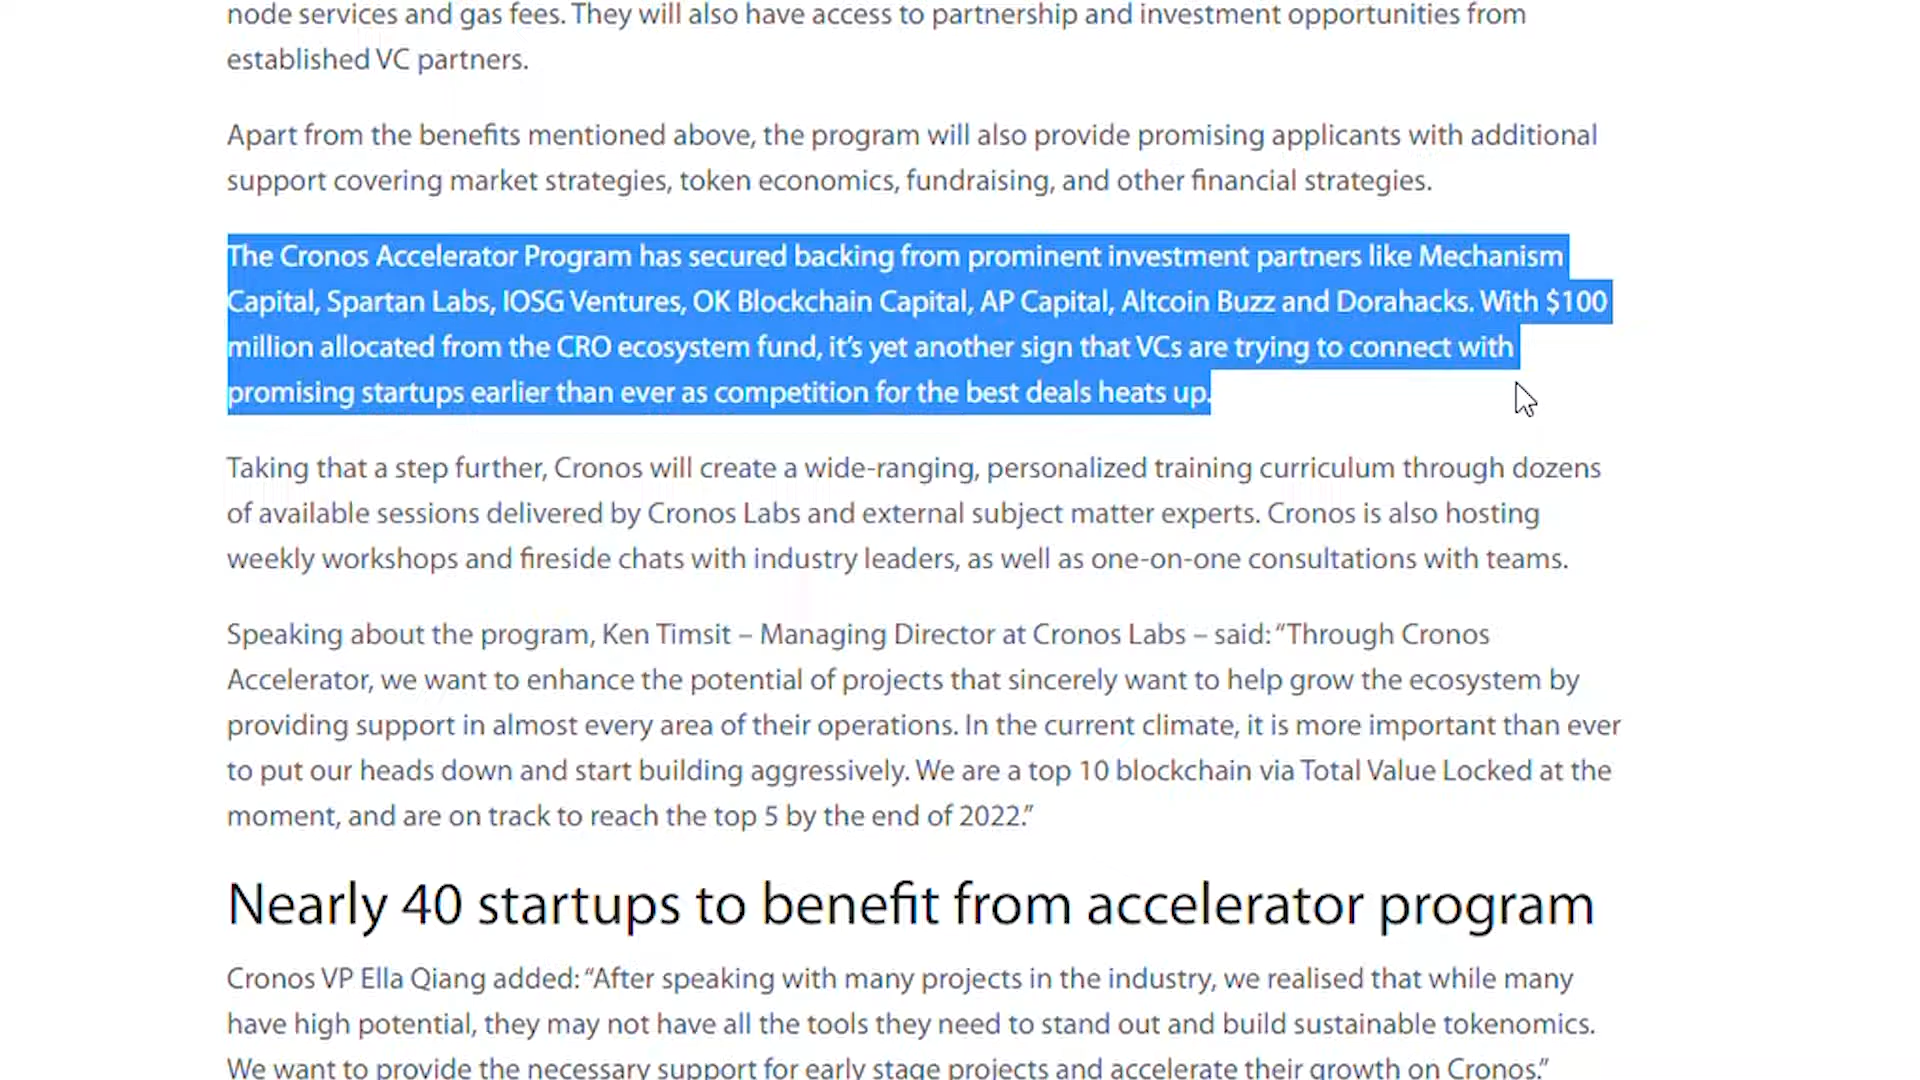 node services and gas fees. They will also have access to partnership and investment opportunities from
established VC partners.
Apart from the benefits mentioned above, the program will also provide promising applicants with additional
support covering market strategies, token economics, fundraising, and other financial strategies.
The Cronos Accelerator Program has secured backing from prominent investment partners like Mechanism
Capital, Spartan Labs, IOSG Ventures, OK Blockchain Capital, AP Capital, Altcoin Buzz and Dorahacks. With $100
million allocated from the CRO ecosystem fund, it’s yet another sign that VCs are trying to connect with
promising startups earlier than ever as competition for the best deals heats up.
Taking that a step further, Cronos will create a wide-ranging, personalized training curriculum through dozens
of available sessions delivered by Cronos Labs and external subject matter experts. Cronos is also hosting
weekly workshops and fireside chats with industry leaders, as well as one-on-one consultations with teams.
Speaking about the program, Ken Timsit – Managing Director at Cronos Labs – said: “Through Cronos
Accelerator, we want to enhance the potential of projects that sincerely want to help grow the ecosystem by
providing support in almost every area of their operations. In the current climate, it is more important than ever
to put our heads down and start building aggressively. We are a top 10 blockchain via Total Value Locked at the
moment, and are on track to reach the top 5 by the end of 2022.”
Nearly 40 startups to benefit from accelerator program
Cronos VP Ella Qiang added: “After speaking with many projects in the industry, we realised that while many
have high potential, they may not have all the tools they need to stand out and build sustainable tokenomics.
We want to provide the necessary support for early stage projects and accelerate their growth on Cronos.”